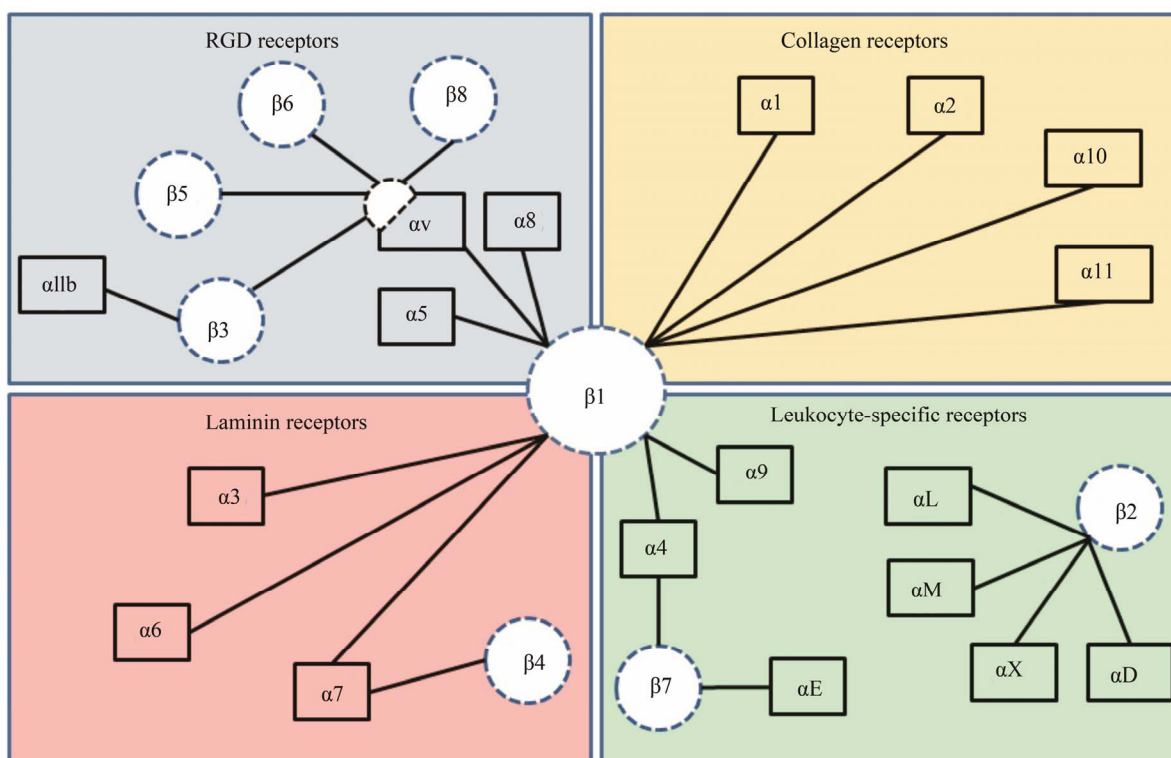 RGD receptors
β6
β8
β5
αv
α8
αllb
β3
α5
Collagen receptors
α1
α2
α10
α11
β1
Laminin receptors
α3
α6
α7
β4
Leukocyte-specific receptors
α9
αL
β2
α4
αM
αX
αD
β7
αE